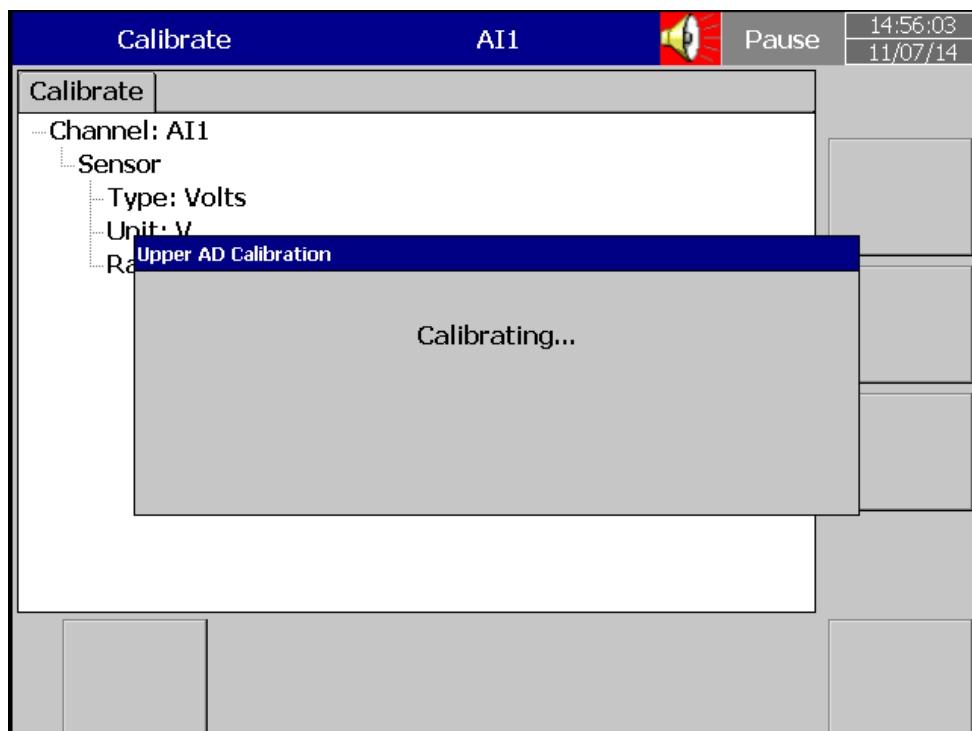 Calibrate AI1 Pause 14:56:03
11/07/14
Calibrate
Channel: AI1
Sensor
Type: Volts
Unit: V
Upper AD Calibration
Calibrating...